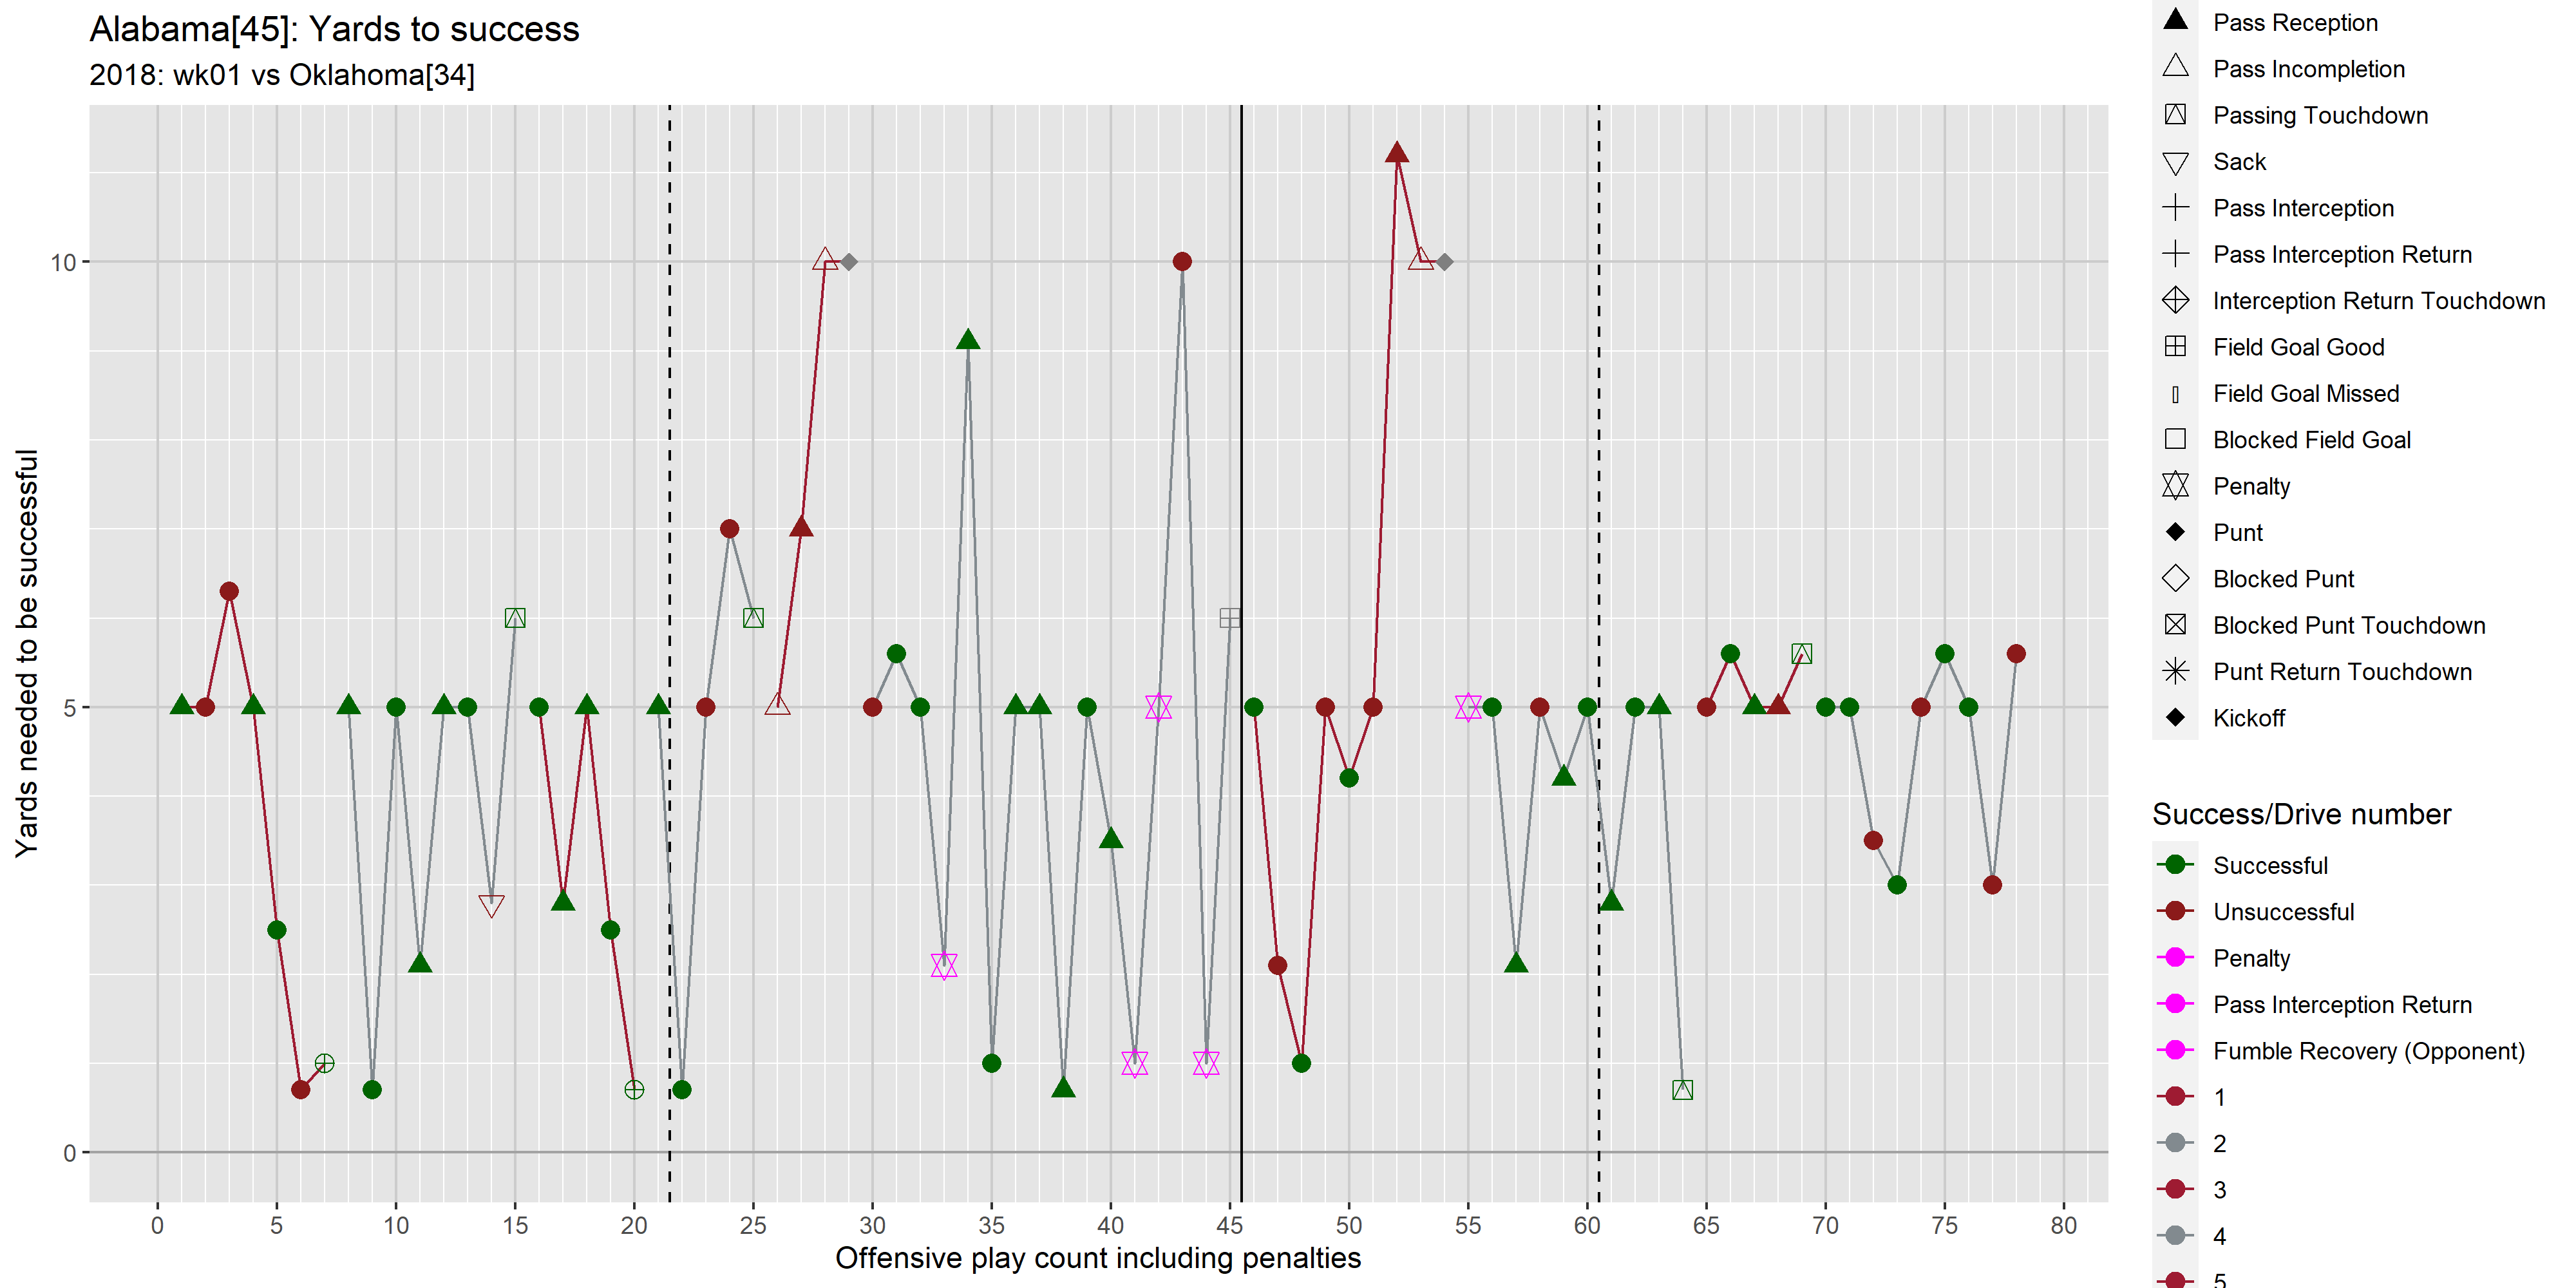 Alabama[45]: Yards to success
2018: wk01 vs Oklahoma[34]
Yards needed to be successful
10
5
0
0 5 10 15 20 25 30 35 40 45 50 55 60 65 70 75 80
Offensive play count including penalties
Pass Reception
Pass Incompletion
Passing Touchdown
Sack
Pass Interception
Pass Interception Return
Interception Return Touchdown
Field Goal Good
Field Goal Missed
Blocked Field Goal
Penalty
Punt
Blocked Punt
Blocked Punt Touchdown
Punt Return Touchdown
Kickoff
Success/Drive number
Successful
Unsuccessful
Penalty
Pass Interception Return
Fumble Recovery (Opponent)
1
2
3
4
5